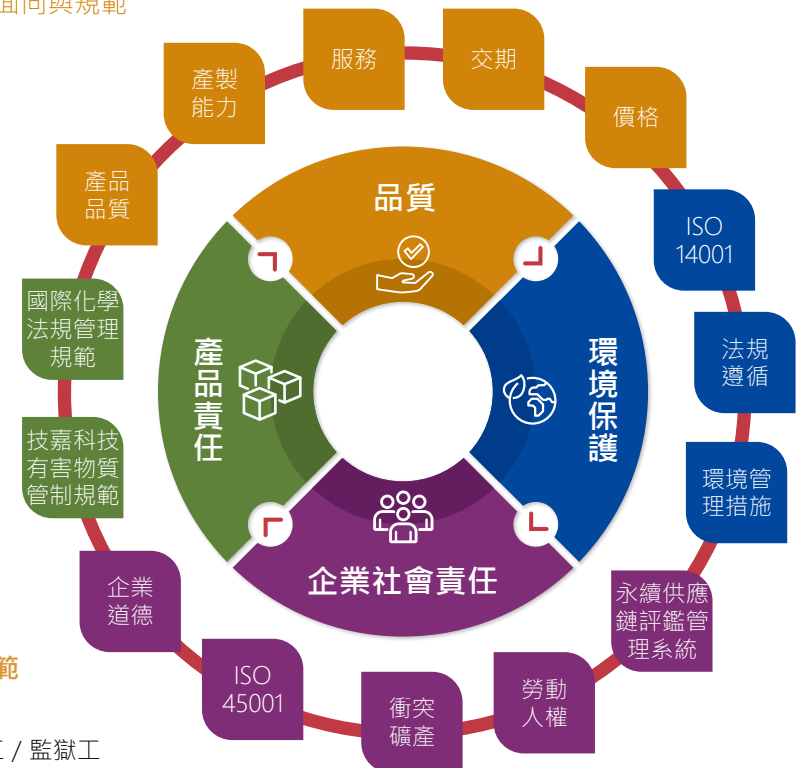 面向與規範
服務
交期
產製
能力
價格
產品
品質
品質
ISO
14001
國際化學
法規管理
規範
產品責任
環境保護
法規
遵循
技嘉科技
有害物質
管制規範
環境管
理措施
企業社會責任
企業
道德
永續供應
鏈評鑑管
理系統
範
ISO
45001
勞動
人權
衝突
礦產
/ 監獄工